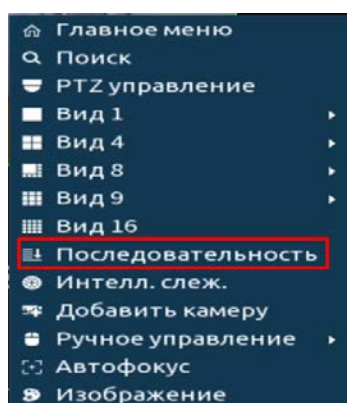 Главное меню
Поиск
PTZ управление
Вид 1
Вид 4
Вид 8
Вид 9
Вид 16
Последовательность
Интелл. слеж.
Добавить камеру
Ручное управление
Автофокус
Изображение